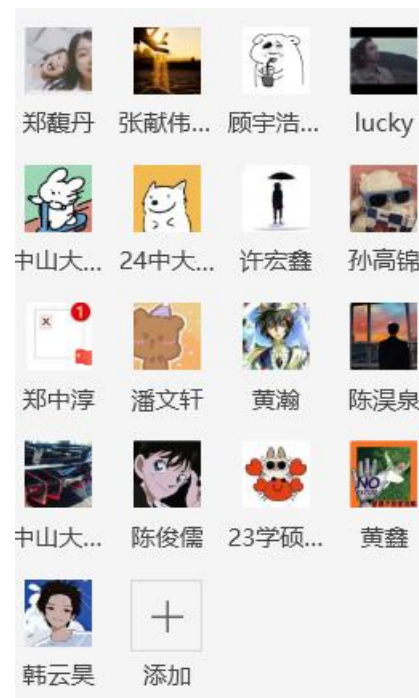 郑馥丹 张献伟... 顾宇浩... lucky
中山大... 24中大... 许宏鑫 孙高锦
1
郑中淳 潘文轩 黄瀚 陈淏泉
NO
中山大... 陈俊儒 23学硕... 黄鑫
韩云昊 添加